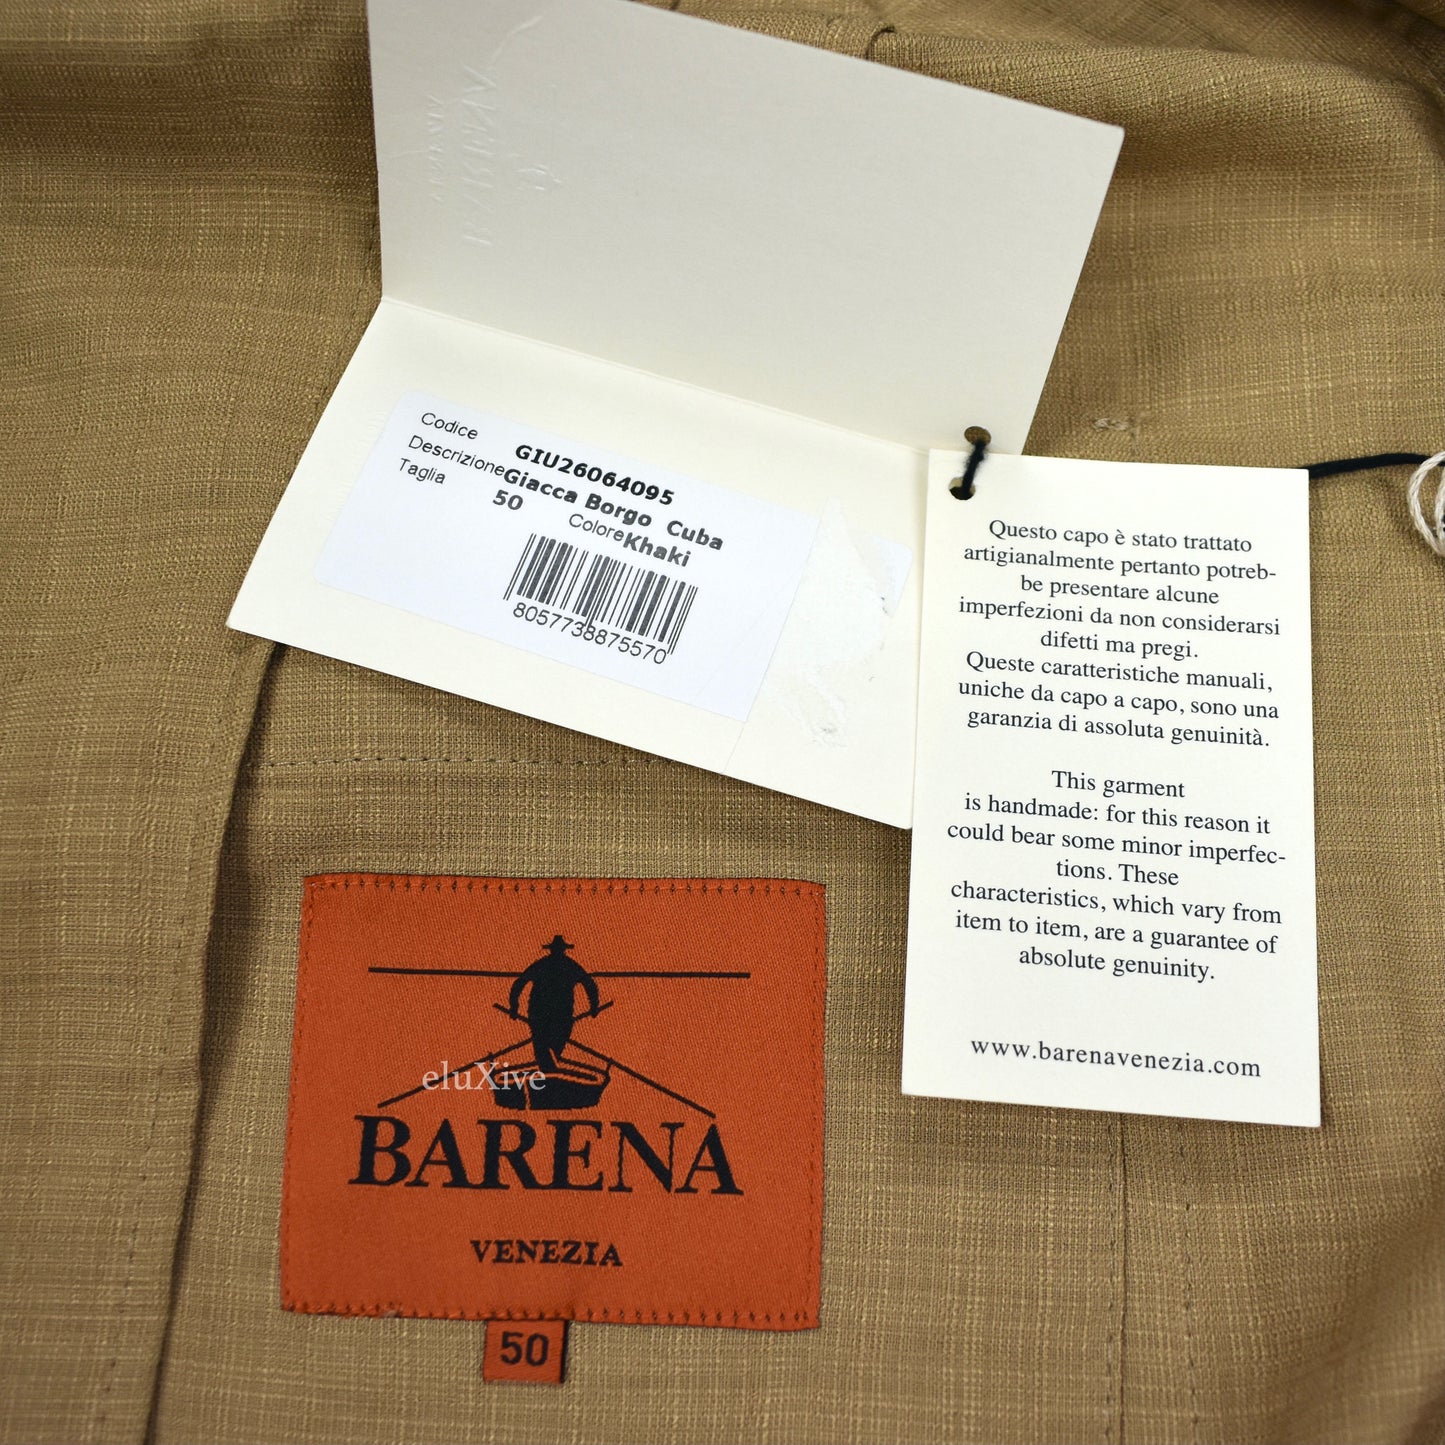 BARENA
VENEZIA
Codice GIU26064095
Descrizione Giacca Borgo Cuba
Taglia 50 Colore Khaki
8057738875570
Questo capo è stato trattato
artigianalmente pertanto potreb-
be presentare alcune
imperfezioni da non considerarsi
difetti ma pregi.
Queste caratteristiche manuali,
uniche da capo a capo, sono una
garanzia di assoluta genuinità.
This garment
is handmade: for this reason it
could bear some minor imperfec-
tions. These
characteristics, which vary from
item to item, are a guarantee of
absolute genuinity.
www.barenavenezia.com
eluXive
BARENA
VENEZIA
50